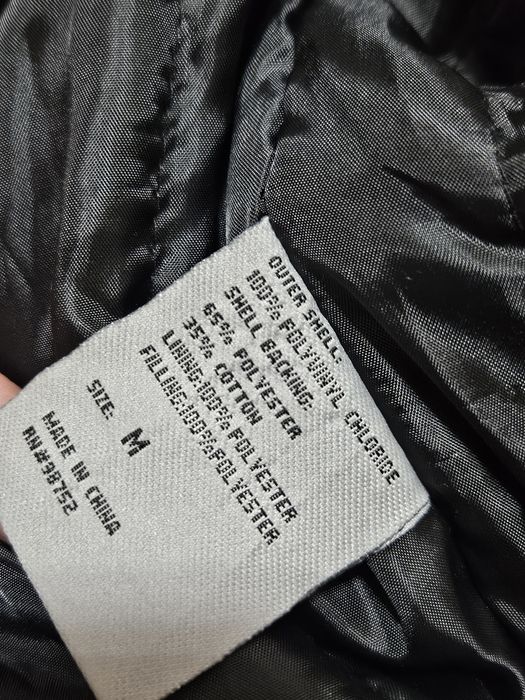 OUTER SHELL:
100% POLYVINYL CHLORIDE
SHELL BACKING:
65% POLYESTER
35% COTTON
LINING:100% POLYESTER
FILLING:100%POLYESTER
SIZE: M
MADE IN CHINA
RN#98752